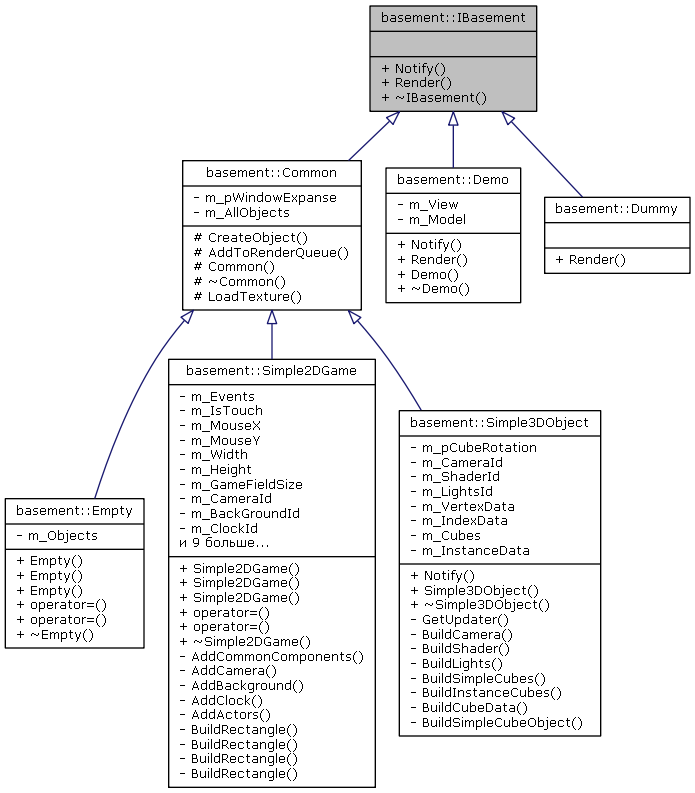 basement::IBasement
+ Notify()
+ Render()
+ ~IBasement()
basement::Common
- m_pWindowExpanse
- m_AllObjects
# CreateObject()
# AddToRenderQueue()
# Common()
# ~Common()
# LoadTexture()
basement::Demo
- m_View
- m_Model
+ Notify()
+ Render()
+ Demo()
+ ~Demo()
basement::Dummy
+ Render()
basement::Empty
- m_Objects
+ Empty()
+ Empty()
+ Empty()
+ operator=()
+ operator=()
+ ~Empty()
basement::Simple2DGame
- m_Events
- m_IsTouch
- m_MouseX
- m_MouseY
- m_Width
- m_Height
- m_GameFieldSize
- m_CameraId
- m_BackGroundId
- m_ClockId
и 9 больше...
+ Simple2DGame()
+ Simple2DGame()
+ Simple2DGame()
+ operator=()
+ operator=()
+ ~Simple2DGame()
- AddCommonComponents()
- AddCamera()
- AddBackground()
- AddClock()
- AddActors()
- BuildRectangle()
- BuildRectangle()
- BuildRectangle()
- BuildRectangle()
basement::Simple3DObject
- m_pCubeRotation
- m_CameraId
- m_ShaderId
- m_LightsId
- m_VertexData
- m_IndexData
- m_Cubes
- m_InstanceData
+ Notify()
+ Simple3DObject()
+ ~Simple3DObject()
- GetUpdater()
- BuildCamera()
- BuildShader()
- BuildLights()
- BuildSimpleCubes()
- BuildInstanceCubes()
- BuildCubeData()
- BuildSimpleCubeObject()